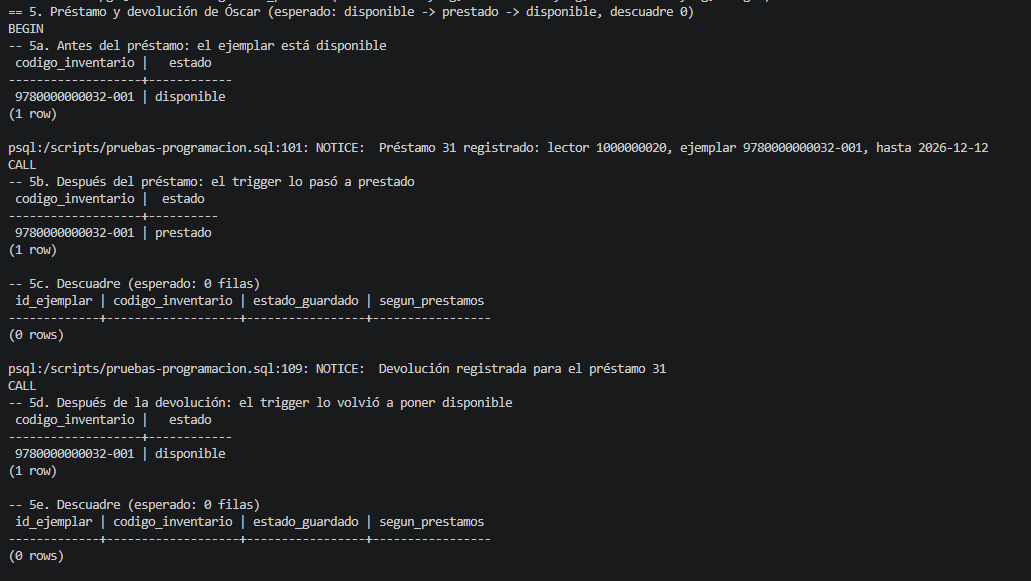 == 5. Préstamo y devolución de Óscar (esperado: disponible -> prestado -> disponible, descuadre 0)
BEGIN
-- 5a. Antes del préstamo: el ejemplar está disponible
 codigo_inventario |   estado
-------------------+------------
 9780000000032-001 | disponible
(1 row)

psql:/scripts/pruebas-programacion.sql:101: NOTICE:  Préstamo 31 registrado: lector 1000000020, ejemplar 9780000000032-001, hasta 2026-12-12
CALL
-- 5b. Después del préstamo: el trigger lo pasó a prestado
 codigo_inventario |  estado
-------------------+----------
 9780000000032-001 | prestado
(1 row)

-- 5c. Descuadre (esperado: 0 filas)
 id_ejemplar | codigo_inventario | estado_guardado | segun_prestamos
-------------+-------------------+-----------------+-----------------
(0 rows)

psql:/scripts/pruebas-programacion.sql:109: NOTICE:  Devolución registrada para el préstamo 31
CALL
-- 5d. Después de la devolución: el trigger lo volvió a poner disponible
 codigo_inventario |   estado
-------------------+------------
 9780000000032-001 | disponible
(1 row)

-- 5e. Descuadre (esperado: 0 filas)
 id_ejemplar | codigo_inventario | estado_guardado | segun_prestamos
-------------+-------------------+-----------------+-----------------
(0 rows)